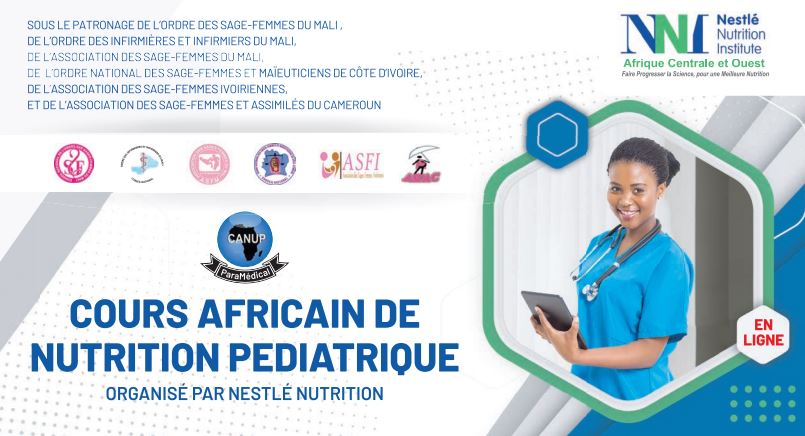 SOUS LE PATRONAGE DE L'ORDRE DES SAGE-FEMMES DU MALI ,
DE L'ORDRE DES INFIRMIÈRES ET INFIRMIERS DU MALI,
DE L'ASSOCIATION DES SAGE-FEMMES DU MALI,
DE L'ORDRE NATIONAL DES SAGE-FEMMES ET MAÏEUTICIENS DE CÔTE D'IVOIRE,
DE L'ASSOCIATION DES SAGE-FEMMES IVOIRIENNES,
ET DE L'ASSOCIATION DES SAGE-FEMMES ET ASSIMILÉS DU CAMEROUN
NNI Nestlé
Nutrition
Institute
Afrique Centrale et Ouest
Faire Progresser la Science, pour une Meilleure Nutrition
ASFI
CANUP
ParaMédical
COURS AFRICAIN DE
NUTRITION PEDIATRIQUE
ORGANISÉ PAR NESTLÉ NUTRITION
EN
LIGNE